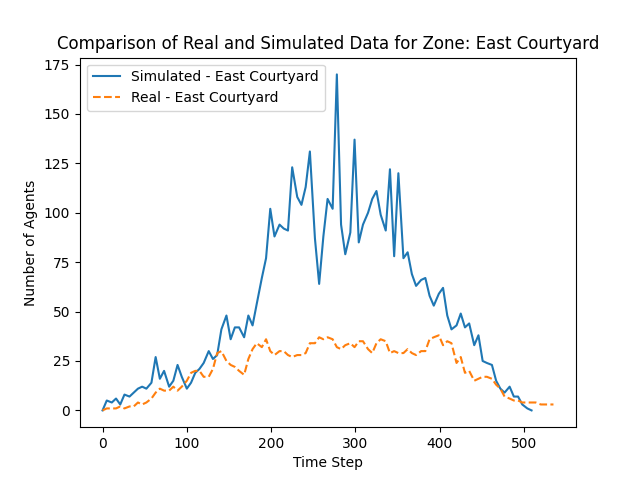 Comparison of Real and Simulated Data for Zone: East Courtyard
Simulated - East Courtyard
Real - East Courtyard
Number of Agents
175
150
125
100
75
50
25
0
0 100 200 300 400 500
Time Step